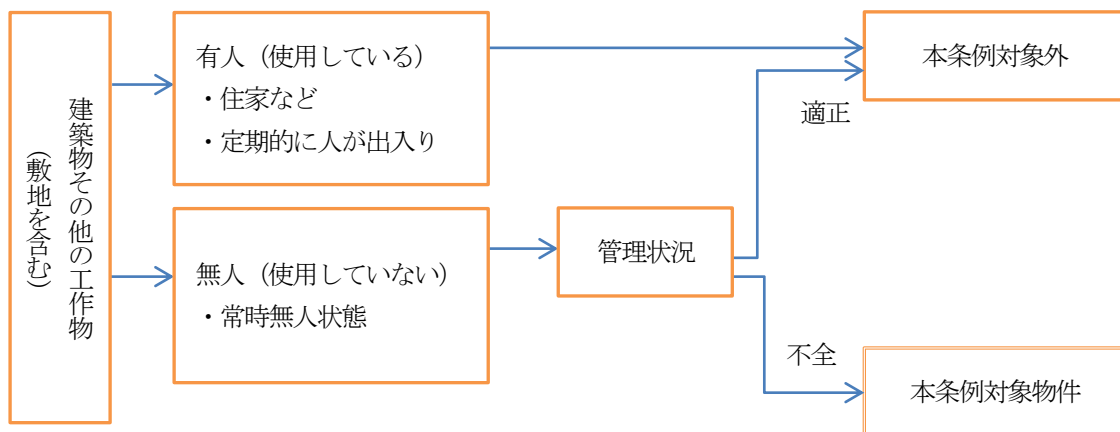 建築物その他の工作物
(敷地を含む)
有人（使用している）
・住家など
・定期的に人が出入り
無人（使用していない）
・常時無人状態
管理状況
適正
不全
本条例対象外
本条例対象物件